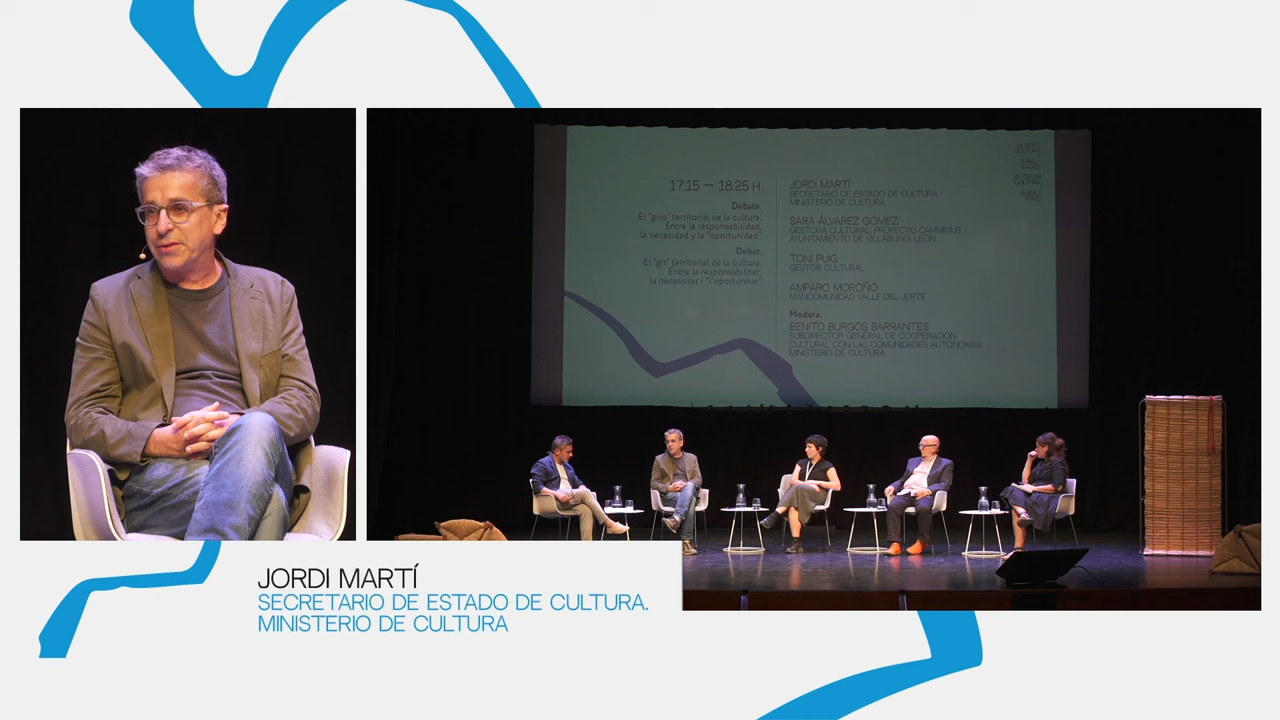 17.15 — 18.25 H.
Debate.
El "giro" territorial de la cultura.
Entre la responsabilidad,
la necesidad y la "oportunidad".
Debat.
El "gir" territorial de la cultura.
Entre la responsabilitat,
la necessitat i "l'oportunitat".
JORDI MARTÍ
SECRETARIO DE ESTADO DE CULTURA.
MINISTERIO DE CULTURA
SARA ÁLVAREZ GÓMEZ
GESTORA CULTURAL. PROYECTO CAMMINUS -
AYUNTAMIENTO DE VILLABLINO. LEÓN
TONI PUIG
GESTOR CULTURAL
AMPARO MOROÑO
MANCOMUNIDAD VALLE DEL JERTE
Modera:
BENITO BURGOS BARRANTES
SUBDIRECTOR GENERAL DE COOPERACIÓN
CULTURAL CON LAS COMUNIDADES AUTÓNOMAS.
MINISTERIO DE CULTURA
JORDI MARTÍ
SECRETARIO DE ESTADO DE CULTURA.
MINISTERIO DE CULTURA